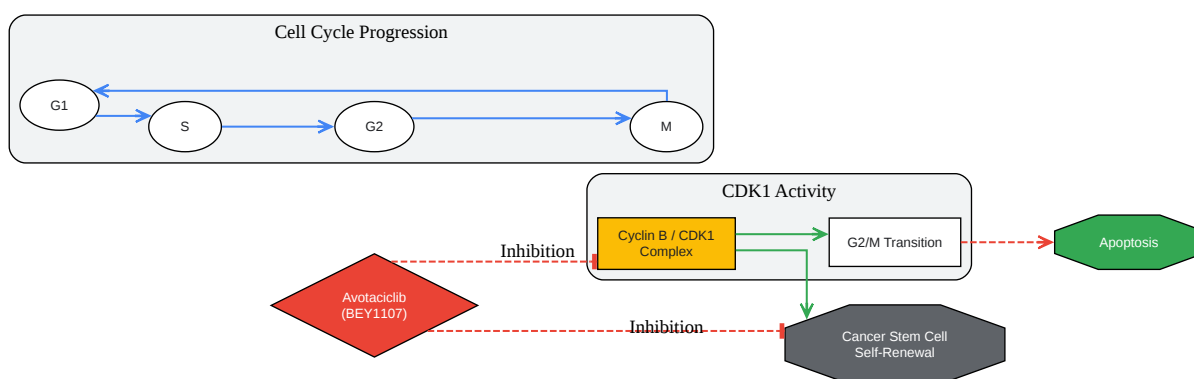 Cell Cycle Progression
G1
S
G2
M
CDK1 Activity
Cyclin B / CDK1
Complex
G2/M Transition
Apoptosis
Inhibition
Avotaciclib
(BEY1107)
Inhibition
Cancer Stem Cell
Self-Renewal